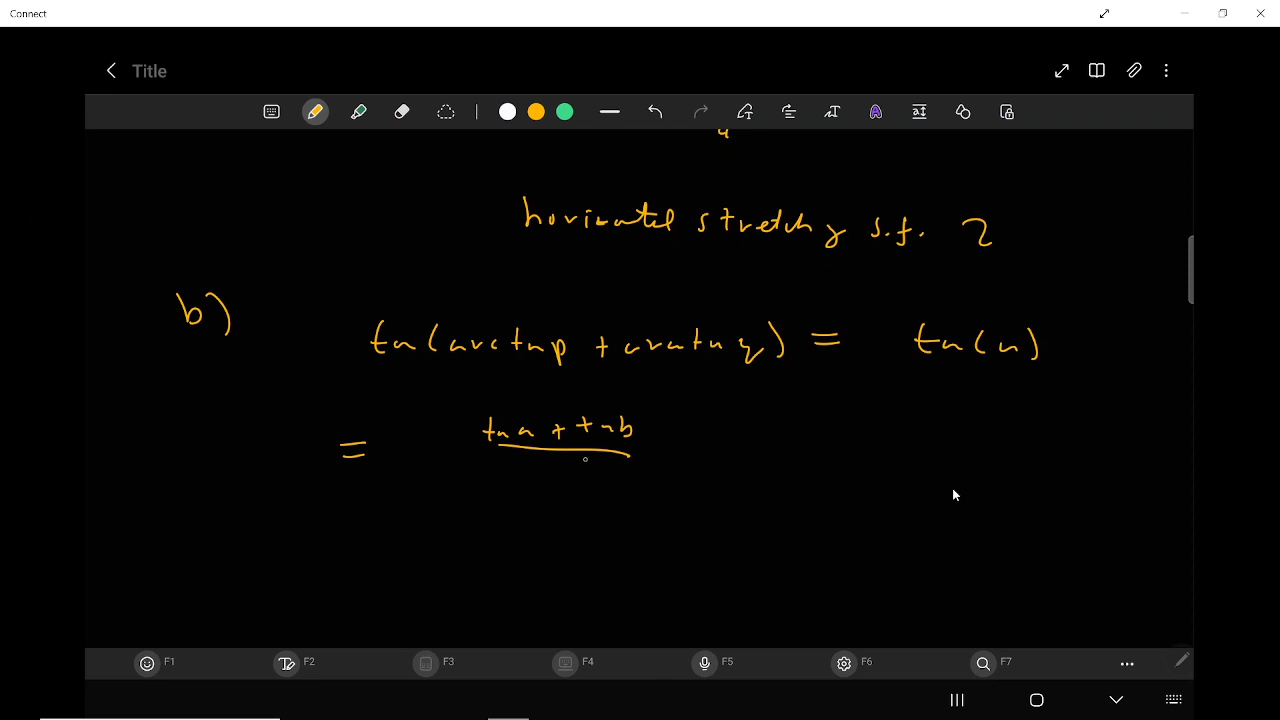 Connect
Title
horizontal stretch y s.f. 2
b)
tan(arctan p + arctan q) = tan(x)
= tan a + tan b
F1 F2 F3 F4 F5 F6 F7